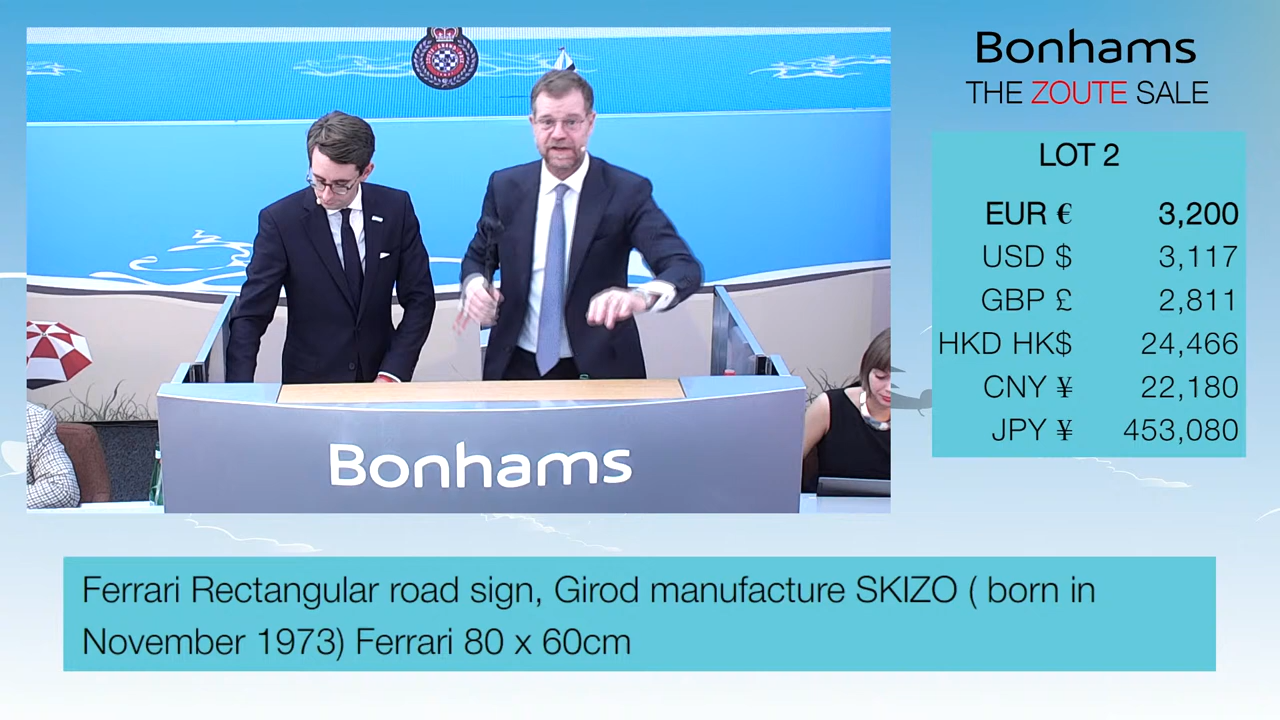 Bonhams
THE ZOUTE SALE
LOT 2
EUR € 3,200
USD $ 3,117
GBP £ 2,811
HKD HK$ 24,466
CNY ¥ 22,180
JPY ¥ 453,080
Bonhams
Ferrari Rectangular road sign, Girod manufacture SKIZO ( born in
November 1973) Ferrari 80 x 60cm